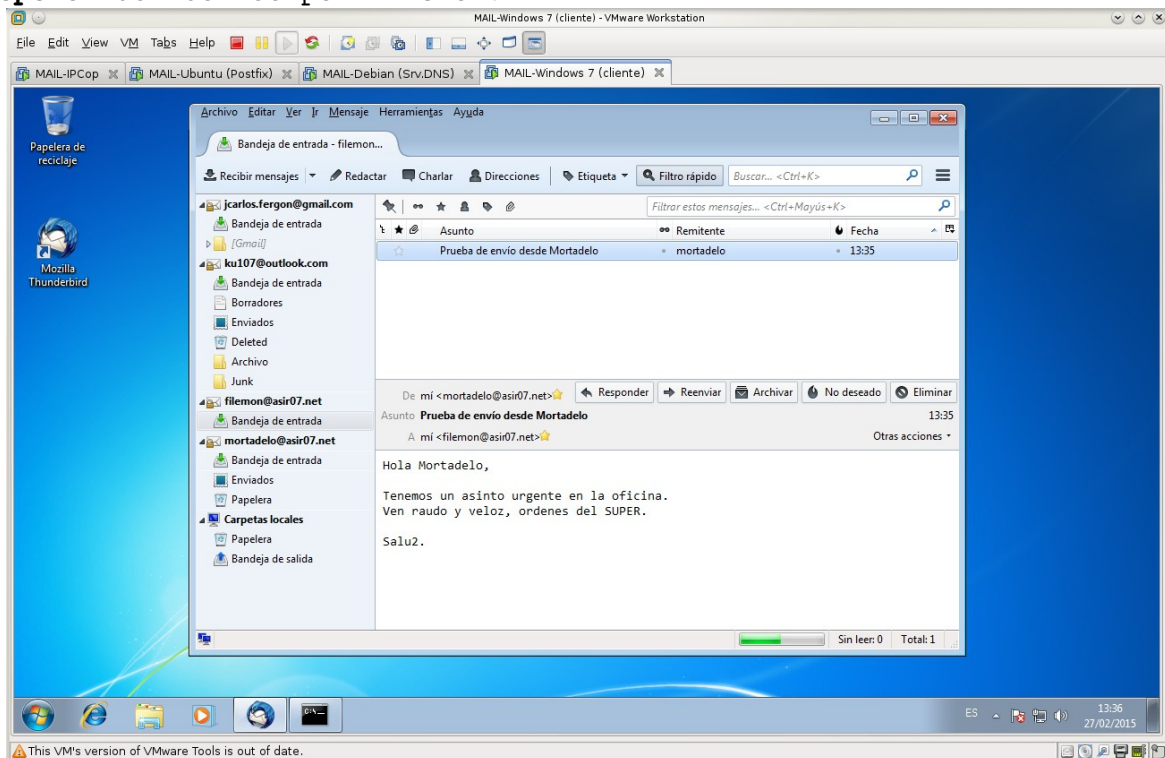 MAIL-Windows 7 (cliente) - VMware Workstation
File Edit View VM Tabs Help
MAIL-IPCop MAIL-Ubuntu (Postfix) MAIL-Debian (Srv.DNS) MAIL-Windows 7 (cliente)
Papelera de
reciclaje
Mozilla
Thunderbird
Archivo Editar Ver Ir Mensaje Herramientas Ayuda
Bandeja de entrada - filemon...
Recibir mensajes Redactar Charlar Direcciones Etiqueta Filtro rápido Buscar... <Ctrl+K>
jcarlos.fergon@gmail.com
Bandeja de entrada
[Gmail]
ku107@outlook.com
Bandeja de entrada
Borradores
Enviados
Deleted
Archivo
Junk
filemon@asir07.net
Bandeja de entrada
mortadelo@asir07.net
Bandeja de entrada
Enviados
Papelera
Carpetas locales
Papelera
Bandeja de salida
Filtrar estos mensajes... <Ctrl+Mayús+K>
Asunto Remitente Fecha
Prueba de envío desde Mortadelo mortadelo 13:35
De mí <mortadelo@asir07.net> Responder Reenviar Archivar No deseado Eliminar
Asunto Prueba de envío desde Mortadelo 13:35
A mí <filemon@asir07.net> Otras acciones
Hola Mortadelo,
Tenemos un asinto urgente en la oficina.
Ven raudo y veloz, ordenes del SUPER.
Salu2.
Sin leer: 0 Total: 1
ES 13:36
27/02/2015
This VM's version of VMware Tools is out of date.